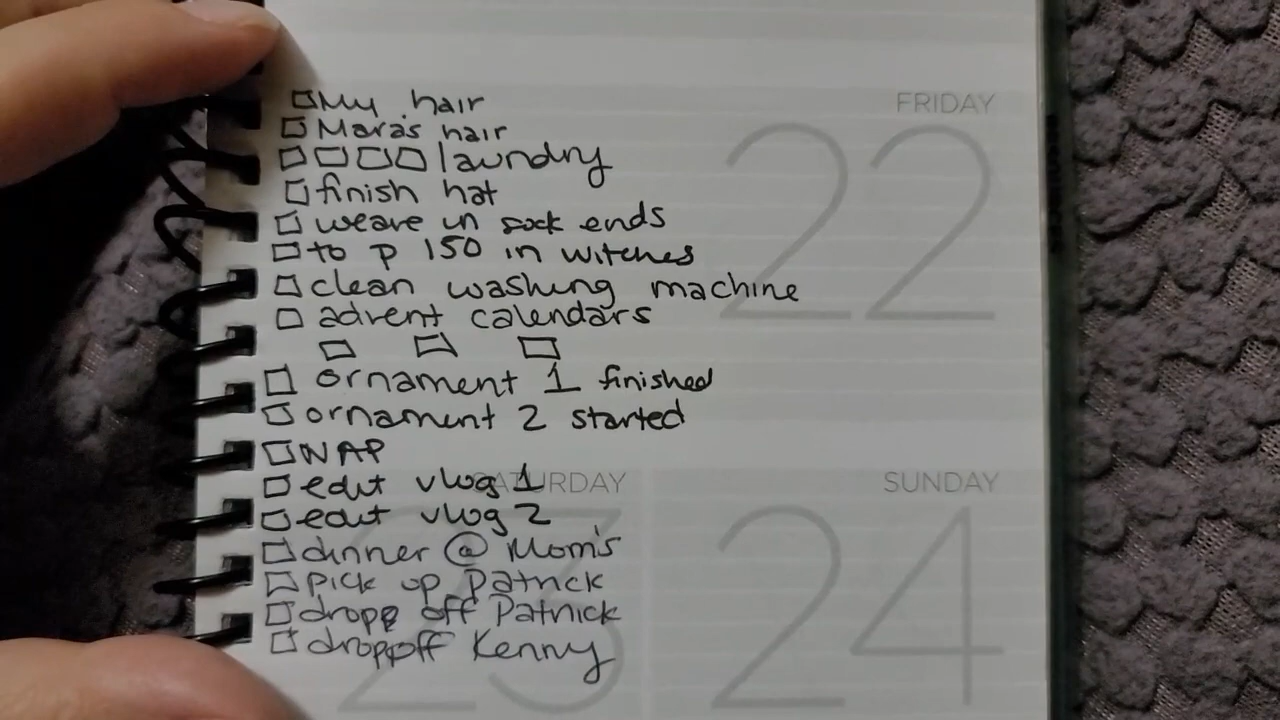 My hair
FRIDAY
22
Mara's hair
laundry
finish hat
weave in sock ends
to p 150 in witches
clean washing machine
advent calendars
ornament 1 finished
ornament 2 started
NAP
edit vlog 1
SATURDAY
23
SUNDAY
24
edit vlog 2
dinner @ Mom's
pick up Patrick
drop off Patrick
dropoff Kenny